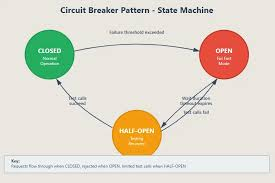 Circuit Breaker Pattern - State Machine
Failure threshold exceeded
CLOSED
Normal
Operation
OPEN
Fail Fast
Mode
Test calls
succeed
Wait duration
timeout expires
Test calls fail
HALF-OPEN
Testing
Recovery
Key:
Requests flow through when CLOSED, rejected when OPEN, limited test calls when HALF-OPEN